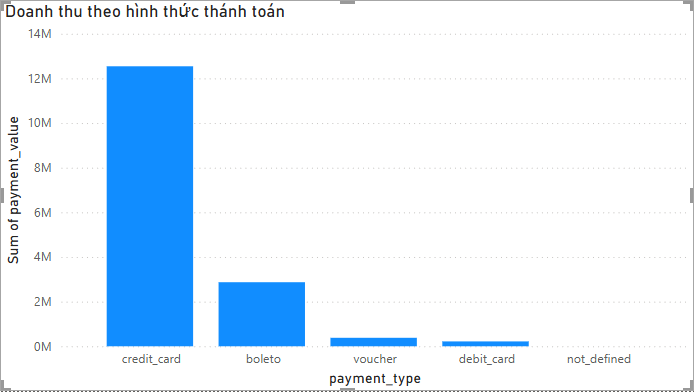 Doanh thu theo hình thức thánh toán
14M
12M
10M
8M
6M
4M
2M
0M
Sum of payment_value
credit_card boleto voucher debit_card not_defined
payment_type